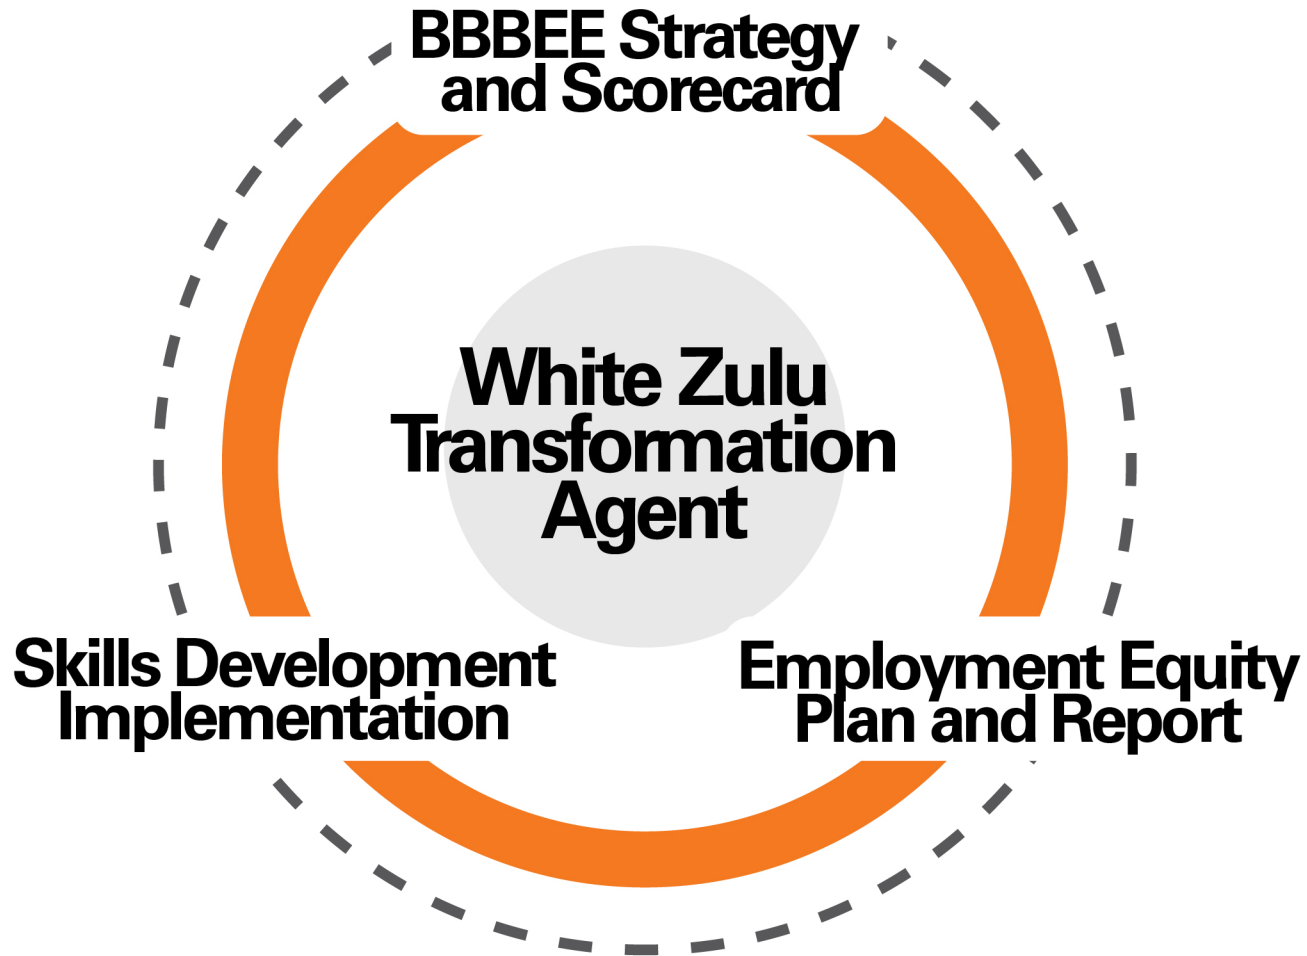 BBBEE Strategy
and Scorecard
White Zulu
Transformation
Agent
Skills Development
Implementation
Employment Equity
Plan and Report